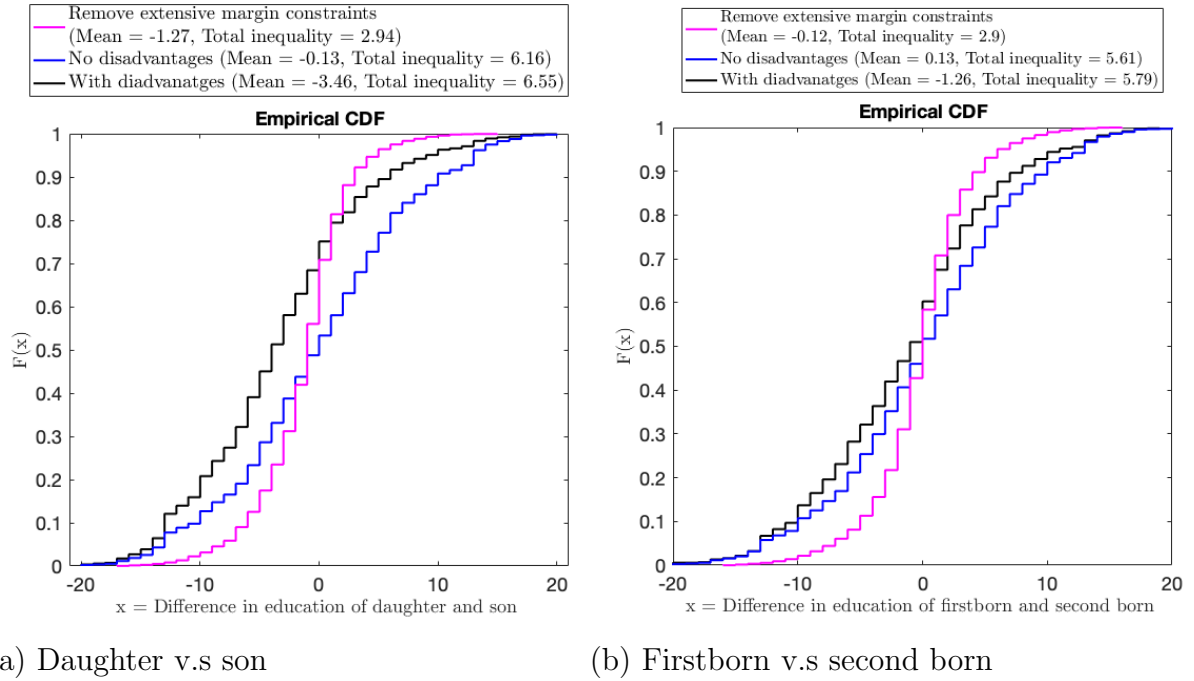 Remove extensive margin constraints
(Mean = -1.27, Total inequality = 2.94)
No disadvantages (Mean = -0.13, Total inequality = 6.16)
With diadvanatges (Mean = -3.46, Total inequality = 6.55)
Empirical CDF
1
0.9
0.8
0.7
0.6
0.5
0.4
0.3
0.2
0.1
0
F(x)
-20 -10 0 10 20
x = Difference in education of daughter and son
a) Daughter v.s son
Remove extensive margin constraints
(Mean = -0.12, Total inequality = 2.9)
No disadvantages (Mean = 0.13, Total inequality = 5.61)
With diadvanatges (Mean = -1.26, Total inequality = 5.79)
Empirical CDF
1
0.9
0.8
0.7
0.6
0.5
0.4
0.3
0.2
0.1
0
F(x)
-20 -10 0 10 20
x = Difference in education of firstborn and second born
(b) Firstborn v.s second born